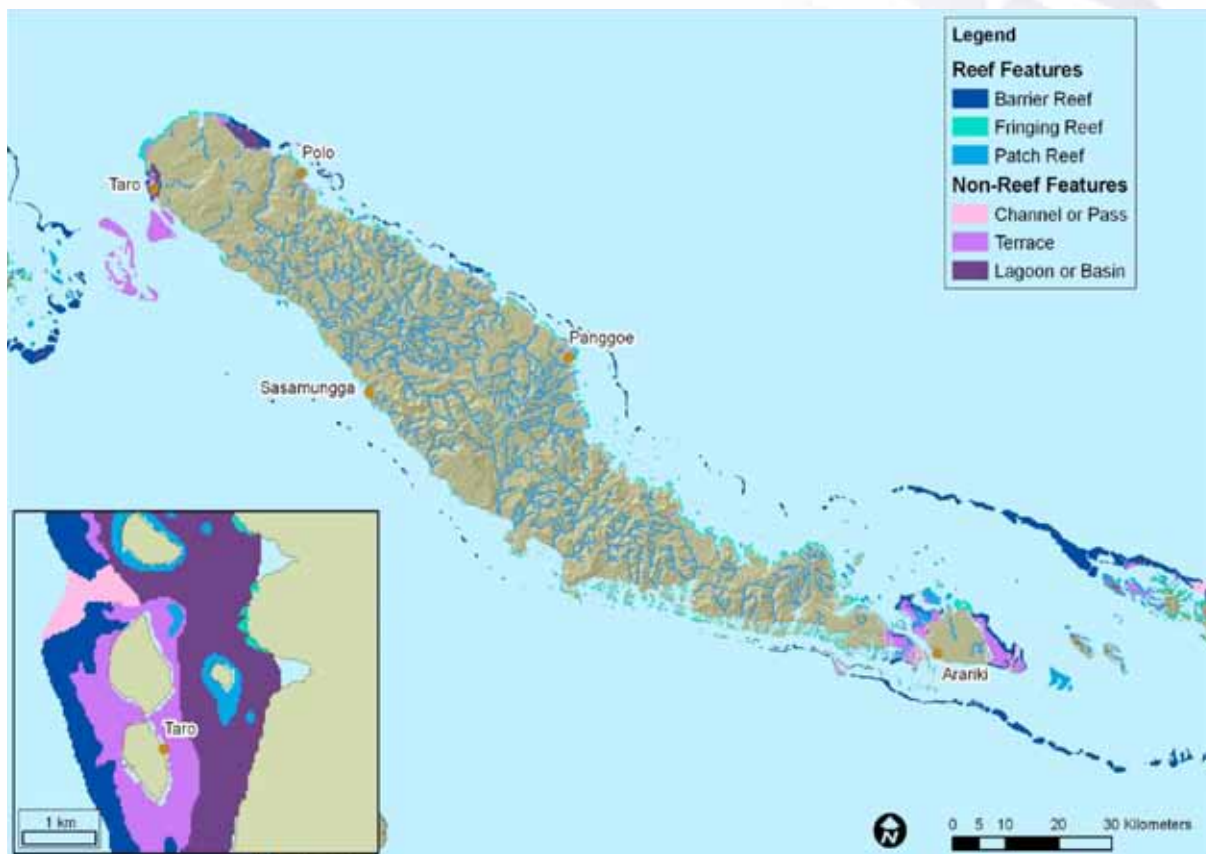 Legend
Reef Features
Barrier Reef
Fringing Reef
Patch Reef
Non-Reef Features
Channel or Pass
Terrace
Lagoon or Basin
Polo
Taro
Panggoe
Sasamungga
Arariki
Taro
1 km
N
0 5 10 20 30 Kilometers